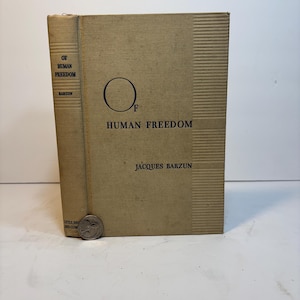 OF
HUMAN
FREEDOM
BARZUN
OF
HUMAN FREEDOM
JACQUES BARZUN